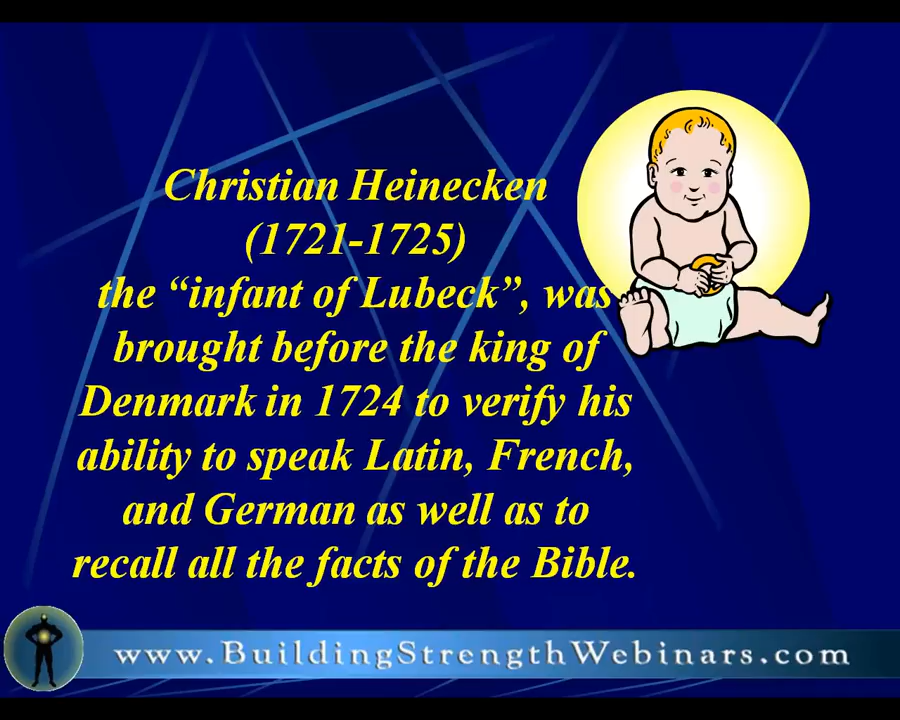 Christian Heinecken
(1721-1725)
the “infant of Lubeck”, was
brought before the king of
Denmark in 1724 to verify his
ability to speak Latin, French,
and German as well as to
recall all the facts of the Bible.
www.BuildingStrengthWebinars.com